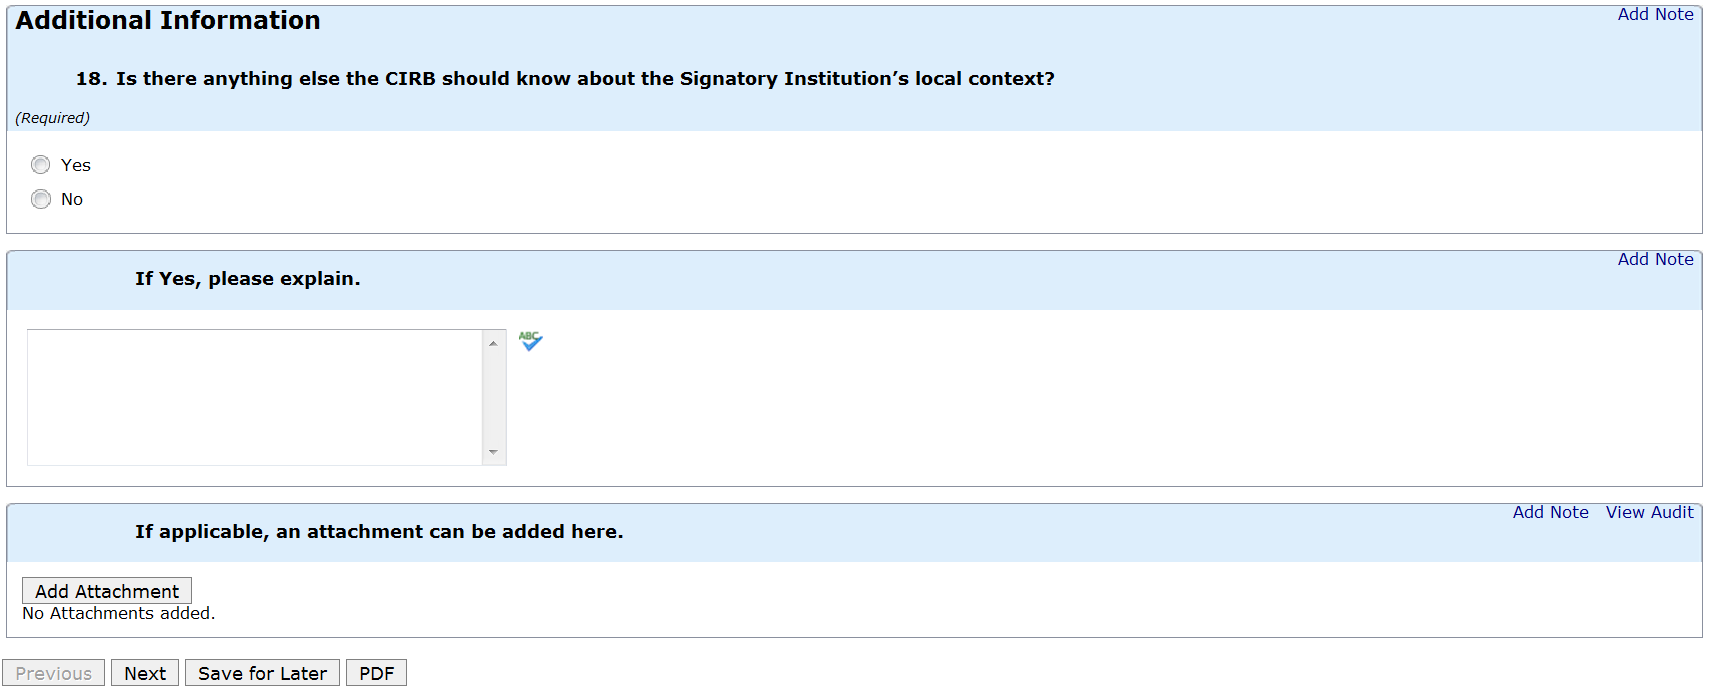 Additional Information
Add Note
18. Is there anything else the CIRB should know about the Signatory Institution’s local context?
(Required)
Yes
No
Add Note
If Yes, please explain.
ABC
Add Note View Audit
If applicable, an attachment can be added here.
Add Attachment
No Attachments added.
Previous Next Save for Later PDF